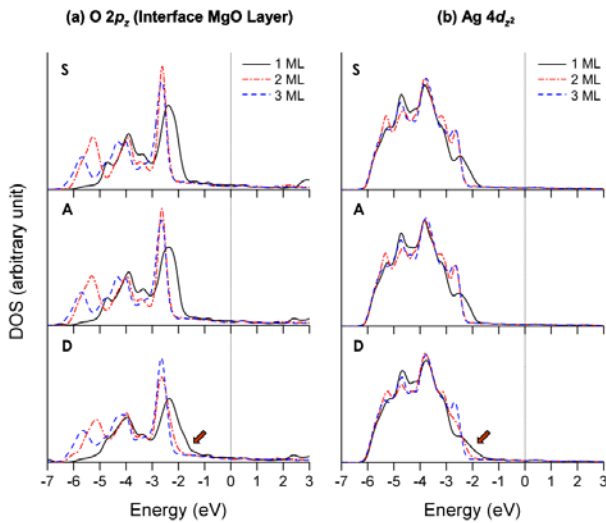 (a) O 2p_z (Interface MgO Layer)
(b) Ag 4d_z²
S
1 ML
2 ML
3 ML
S
1 ML
2 ML
3 ML
DOS (arbitrary unit)
A
A
D
D
-7 -6 -5 -4 -3 -2 -1 0 1 2 3
-7 -6 -5 -4 -3 -2 -1 0 1 2 3
Energy (eV)
Energy (eV)